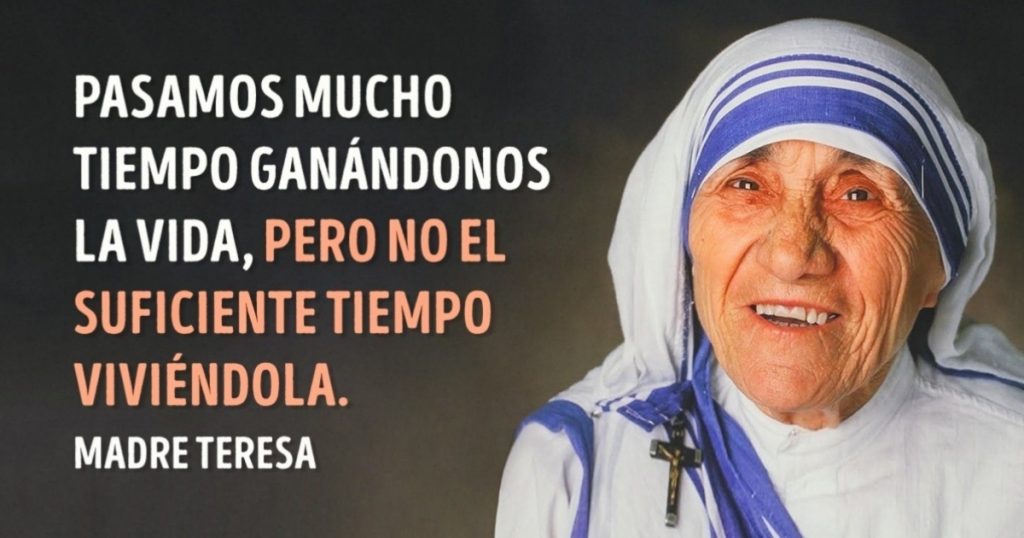 PASAMOS MUCHO
TIEMPO GANÁNDONOS
LA VIDA, PERO NO EL
SUFICIENTE TIEMPO
VIVIÉNDOLA.
MADRE TERESA